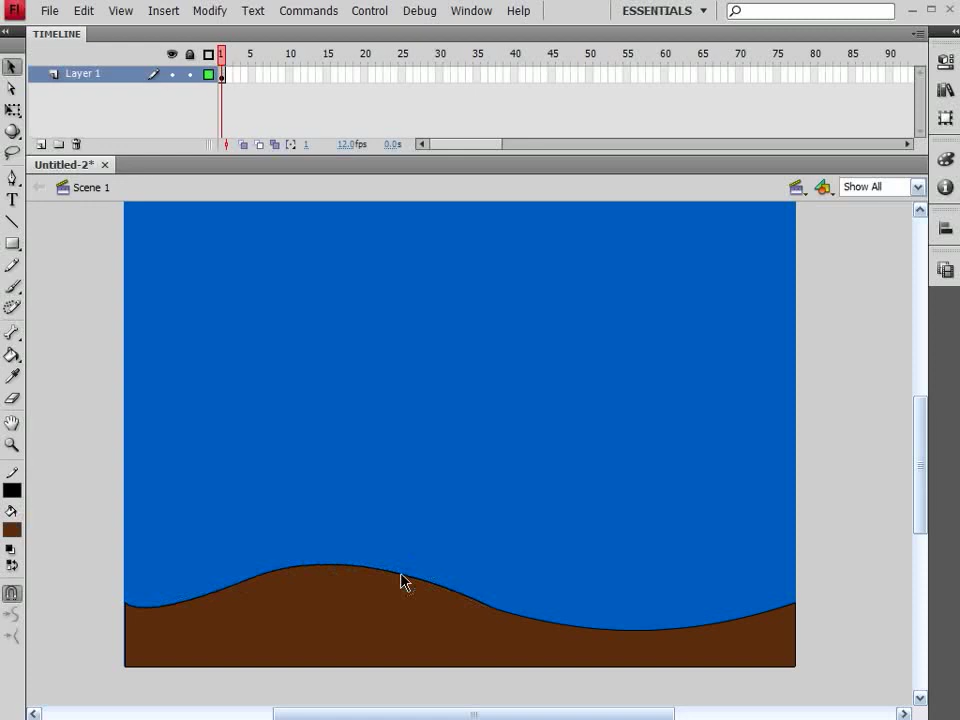 Fl File Edit View Insert Modify Text Commands Control Debug Window Help ESSENTIALS
TIMELINE
1 5 10 15 20 25 30 35 40 45 50 55 60 65 70 75 80 85 90
Layer 1
1 12.0fps 0.0s
Untitled-2*
Scene 1 Show All
T